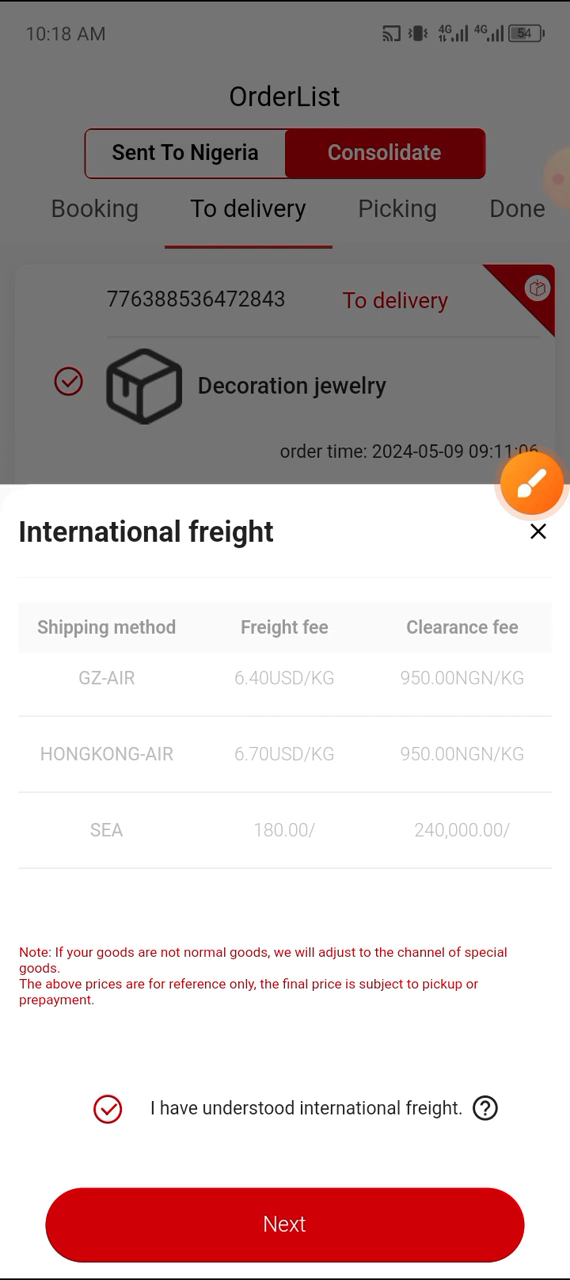 10:18 AM
4G 4G 54
OrderList
Sent To Nigeria Consolidate
Booking To delivery Picking Done
776388536472843 To delivery
Decoration jewelry
order time: 2024-05-09 09:11:06
International freight
Shipping method Freight fee Clearance fee
GZ-AIR 6.40USD/KG 950.00NGN/KG
HONGKONG-AIR 6.70USD/KG 950.00NGN/KG
SEA 180.00/ 240,000.00/
Note: If your goods are not normal goods, we will adjust to the channel of special
goods.
The above prices are for reference only, the final price is subject to pickup or
prepayment.
I have understood international freight. ?
Next